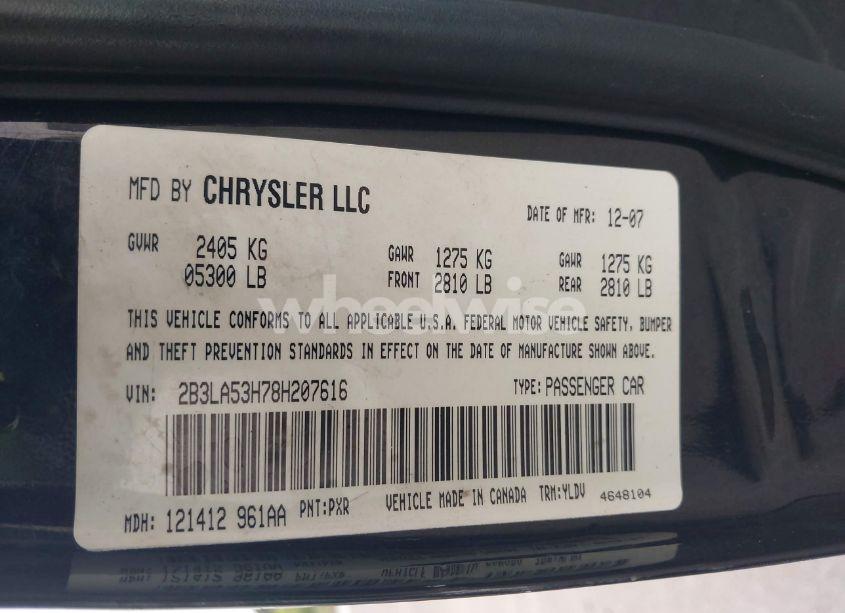 MFD BY CHRYSLER LLC
DATE OF MFR: 12-07
GVWR 2405 KG 05300 LB
GAWR FRONT 1275 KG 2810 LB
GAWR REAR 1275 KG 2810 LB
wheelwise
THIS VEHICLE CONFORMS TO ALL APPLICABLE U.S.A. FEDERAL MOTOR VEHICLE SAFETY, BUMPER
AND THEFT PREVENTION STANDARDS IN EFFECT ON THE DATE OF MANUFACTURE SHOWN ABOVE.
VIN: 2B3LA53H78H207616 TYPE: PASSENGER CAR
MDH: 121412 961AA PNT:PXR VEHICLE MADE IN CANADA TRM:YLDV 4648104